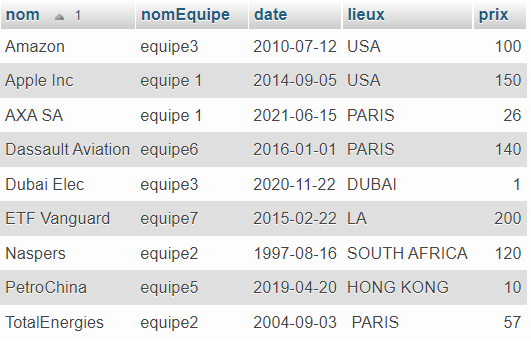 nom 1 nomEquipe date lieux prix
Amazon equipe3 2010-07-12 USA 100
Apple Inc equipe 1 2014-09-05 USA 150
AXA SA equipe 1 2021-06-15 PARIS 26
Dassault Aviation equipe6 2016-01-01 PARIS 140
Dubai Elec equipe3 2020-11-22 DUBAI 1
ETF Vanguard equipe7 2015-02-22 LA 200
Naspers equipe2 1997-08-16 SOUTH AFRICA 120
PetroChina equipe5 2019-04-20 HONG KONG 10
TotalEnergies equipe2 2004-09-03 PARIS 57